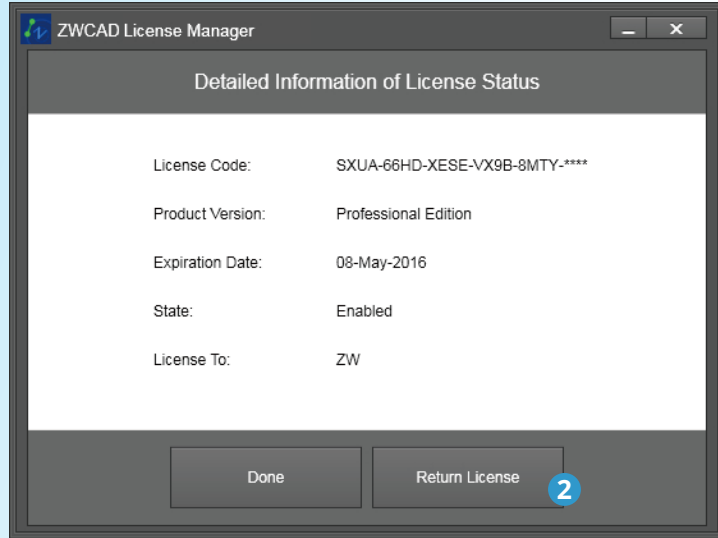 ZWCAD License Manager
Detailed Information of License Status
License Code: SXUA-66HD-XESE-VX9B-8MTY-****
Product Version: Professional Edition
Expiration Date: 08-May-2016
State: Enabled
License To: ZW
Done Return License 2